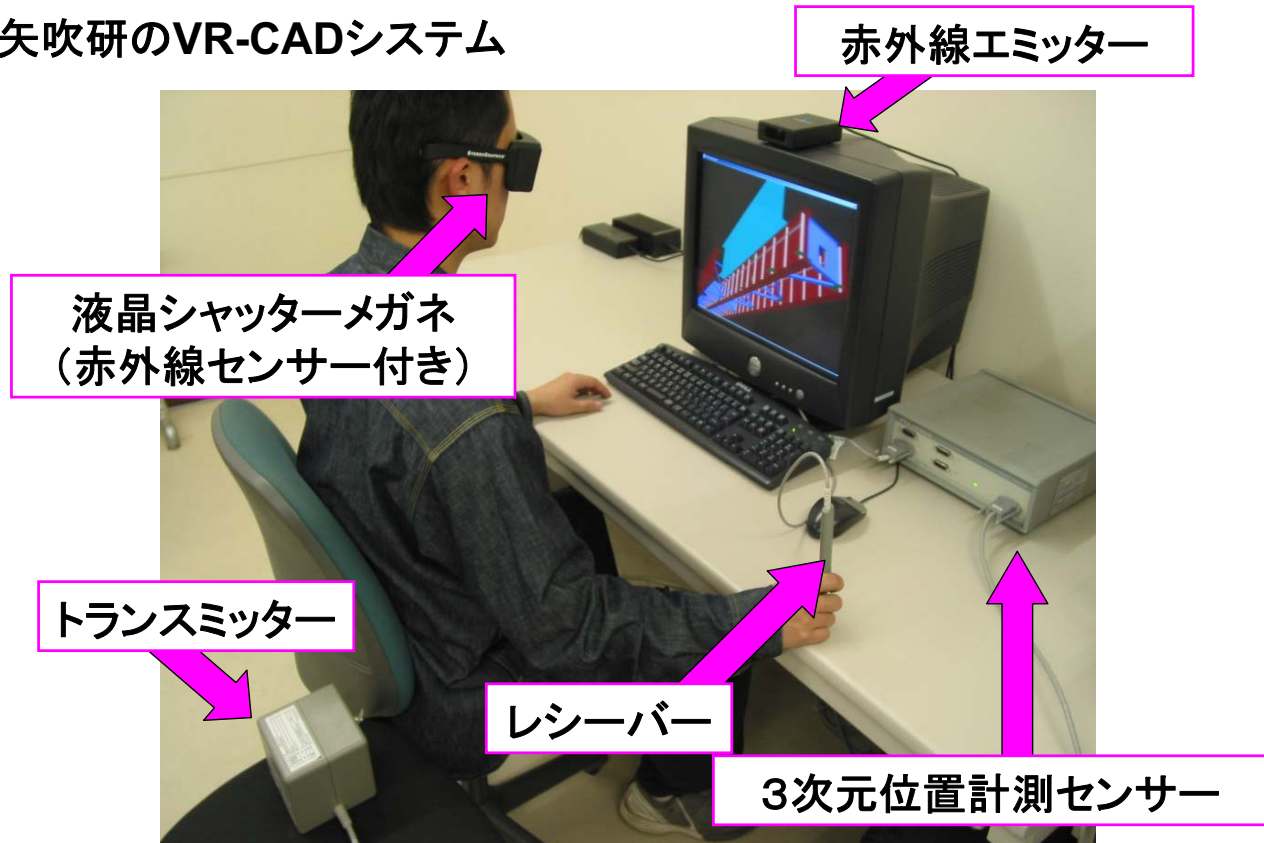 矢吹研のVR-CADシステム
赤外線エミッター
液晶シャッターメガネ
（赤外線センサー付き）
トランスミッター
レシーバー
３次元位置計測センサー